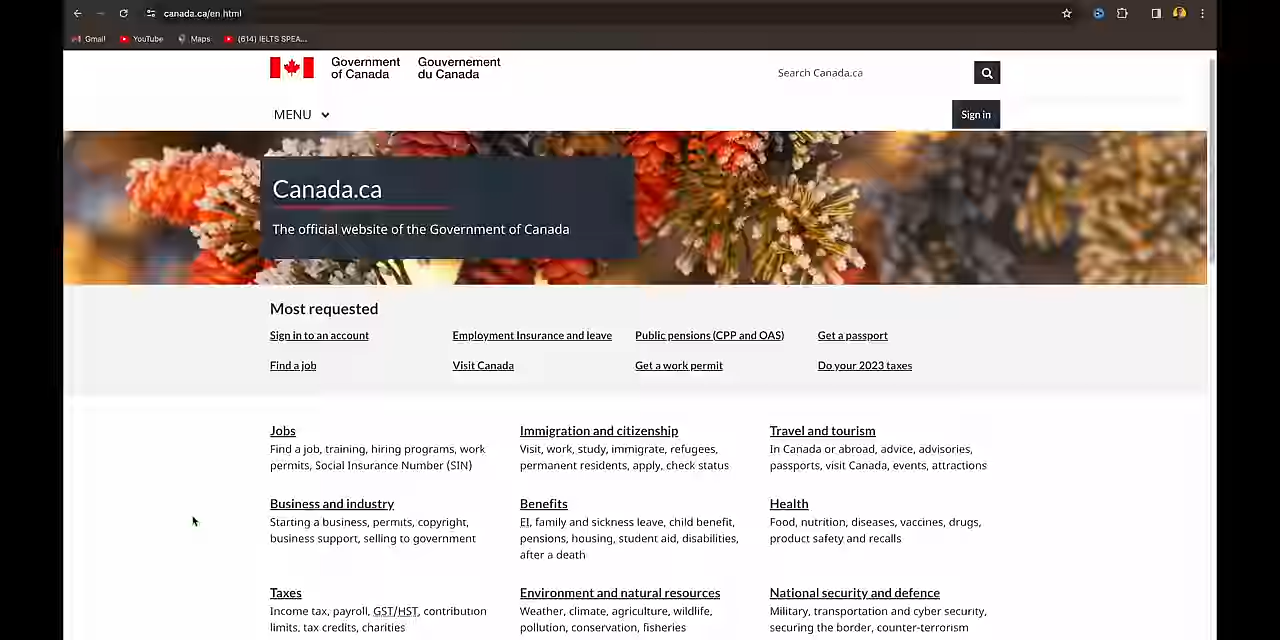 canada.ca/en.html
Gmail
YouTube
Maps
(614) IELTS SPEA...
Government of Canada
Gouvernement du Canada
Search Canada.ca
MENU
Sign in
Canada.ca
The official website of the Government of Canada
Most requested
Sign in to an account
Employment Insurance and leave
Public pensions (CPP and OAS)
Get a passport
Find a job
Visit Canada
Get a work permit
Do your 2023 taxes
Jobs
Find a job, training, hiring programs, work
permits, Social Insurance Number (SIN)
Immigration and citizenship
Visit, work, study, immigrate, refugees,
permanent residents, apply, check status
Travel and tourism
In Canada or abroad, advice, advisories,
passports, visit Canada, events, attractions
Business and industry
Starting a business, permits, copyright,
business support, selling to government
Benefits
EI, family and sickness leave, child benefit,
pensions, housing, student aid, disabilities,
after a death
Health
Food, nutrition, diseases, vaccines, drugs,
product safety and recalls
Taxes
Income tax, payroll, GST/HST, contribution
limits, tax credits, charities
Environment and natural resources
Weather, climate, agriculture, wildlife,
pollution, conservation, fisheries
National security and defence
Military, transportation and cyber security,
securing the border, counter-terrorism